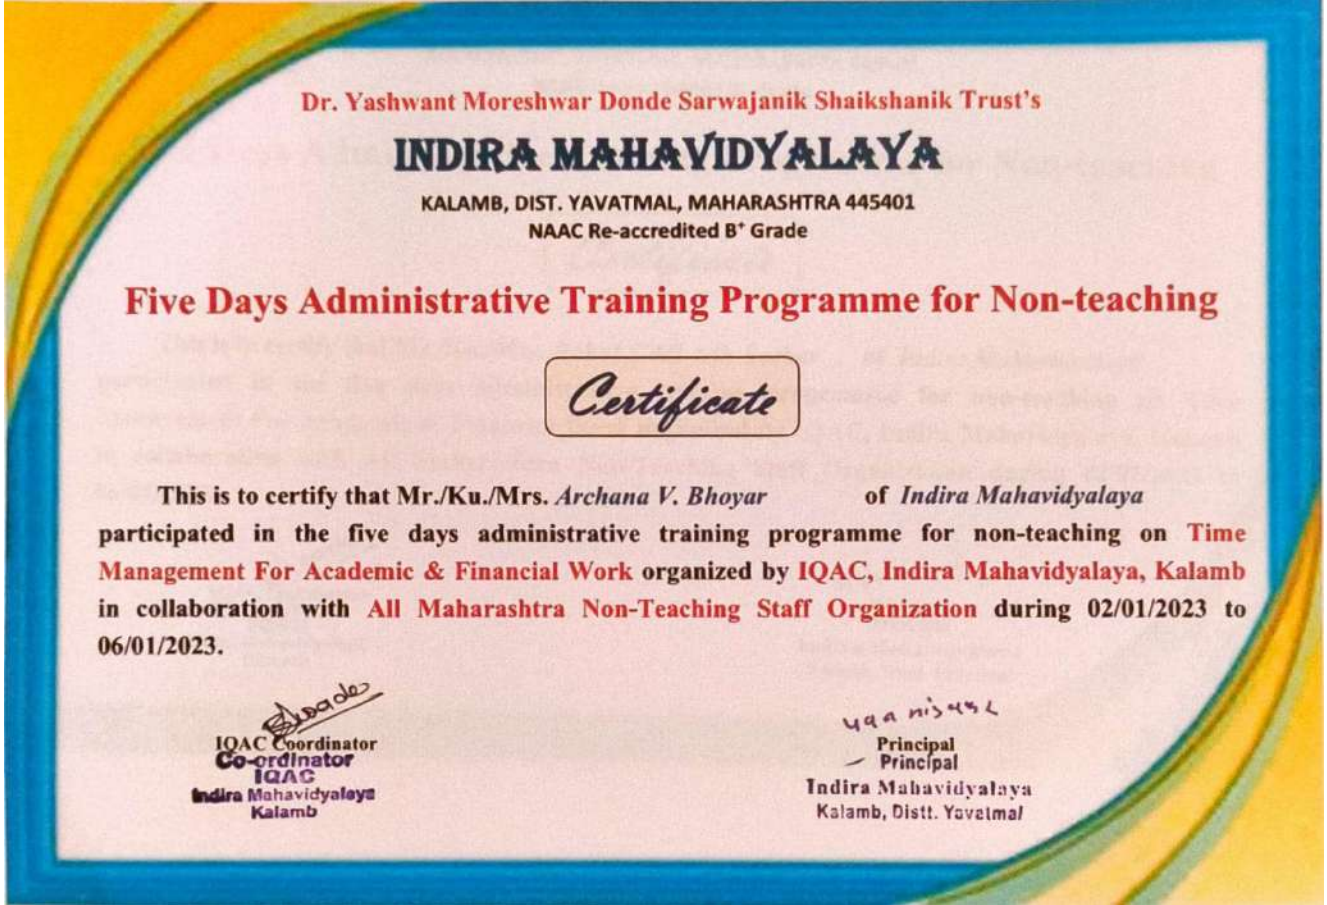 Dr. Yashwant Moreshwar Donde Sarwajanik Shaikshanik Trust's
INDIRA MAHAVIDYALAYA
KALAMB, DIST. YAVATMAL, MAHARASHTRA 445401
NAAC Re-accredited B+ Grade
Five Days Administrative Training Programme for Non-teaching
Certificate
This is to certify that Mr./Ku./Mrs. Archana V. Bhoyar of Indira Mahavidyalaya
participated in the five days administrative training programme for non-teaching on Time
Management For Academic & Financial Work organized by IQAC, Indira Mahavidyalaya, Kalamb
in collaboration with All Maharashtra Non-Teaching Staff Organization during 02/01/2023 to
06/01/2023.
IQAC Coordinator
Co-ordinator
IQAC
Indira Mahavidyalaya
Kalamb
Principal
Principal
Indira Mahavidyalaya
Kalamb, Distt. Yavatmal